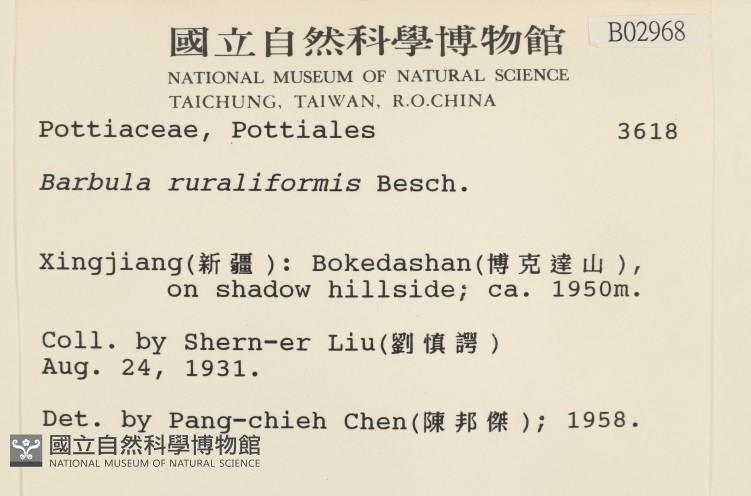 國立自然科學博物館
B02968
NATIONAL MUSEUM OF NATURAL SCIENCE
TAICHUNG, TAIWAN, R.O.CHINA
Pottiaceae, Pottiales 3618
Barbula ruraliformis Besch.
Xingjiang(新疆): Bokedashan(博克達山),
on shadow hillside; ca. 1950m.
Coll. by Shern-er Liu(劉慎諤)
Aug. 24, 1931.
Det. by Pang-chieh Chen(陳邦傑); 1958.
國立自然科學博物館
NATIONAL MUSEUM OF NATURAL SCIENCE